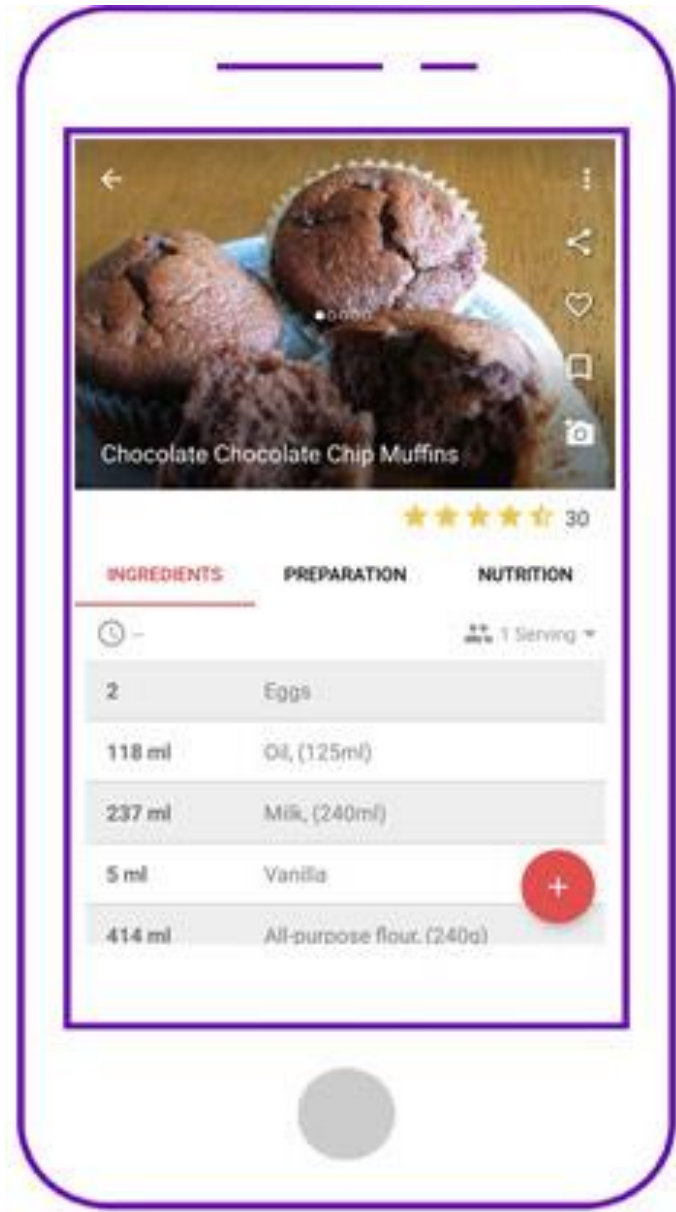 Chocolate Chocolate Chip Muffins
30
INGREDIENTS PREPARATION NUTRITION
– 1 Serving
2 Eggs
118 ml Oil, (125ml)
237 ml Milk, (240ml)
5 ml Vanilla
+
414 ml All-purpose flour, (240g)